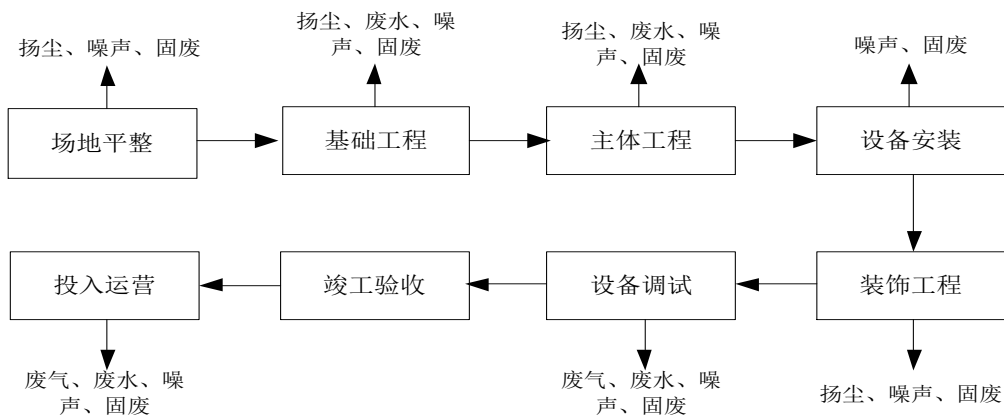 扬尘、噪声、固废
扬尘、废水、噪
声、固废
扬尘、废水、噪
声、固废
噪声、固废
场地平整
基础工程
主体工程
设备安装
投入运营
竣工验收
设备调试
装饰工程
废气、废水、噪
声、固废
废气、废水、噪
声、固废
扬尘、噪声、固废